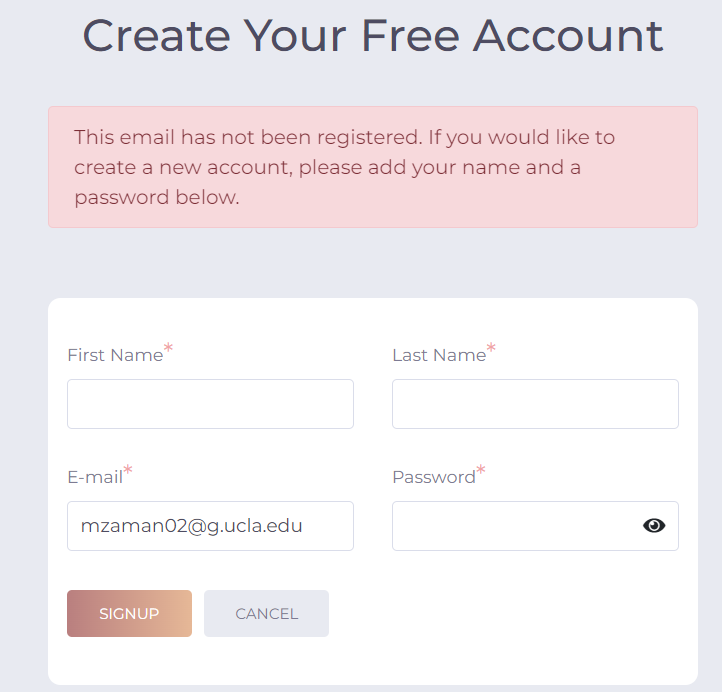 Create Your Free Account
This email has not been registered. If you would like to
create a new account, please add your name and a
password below.
First Name*
Last Name*
E-mail*
Password*
mzaman02@g.ucla.edu
SIGNUP
CANCEL